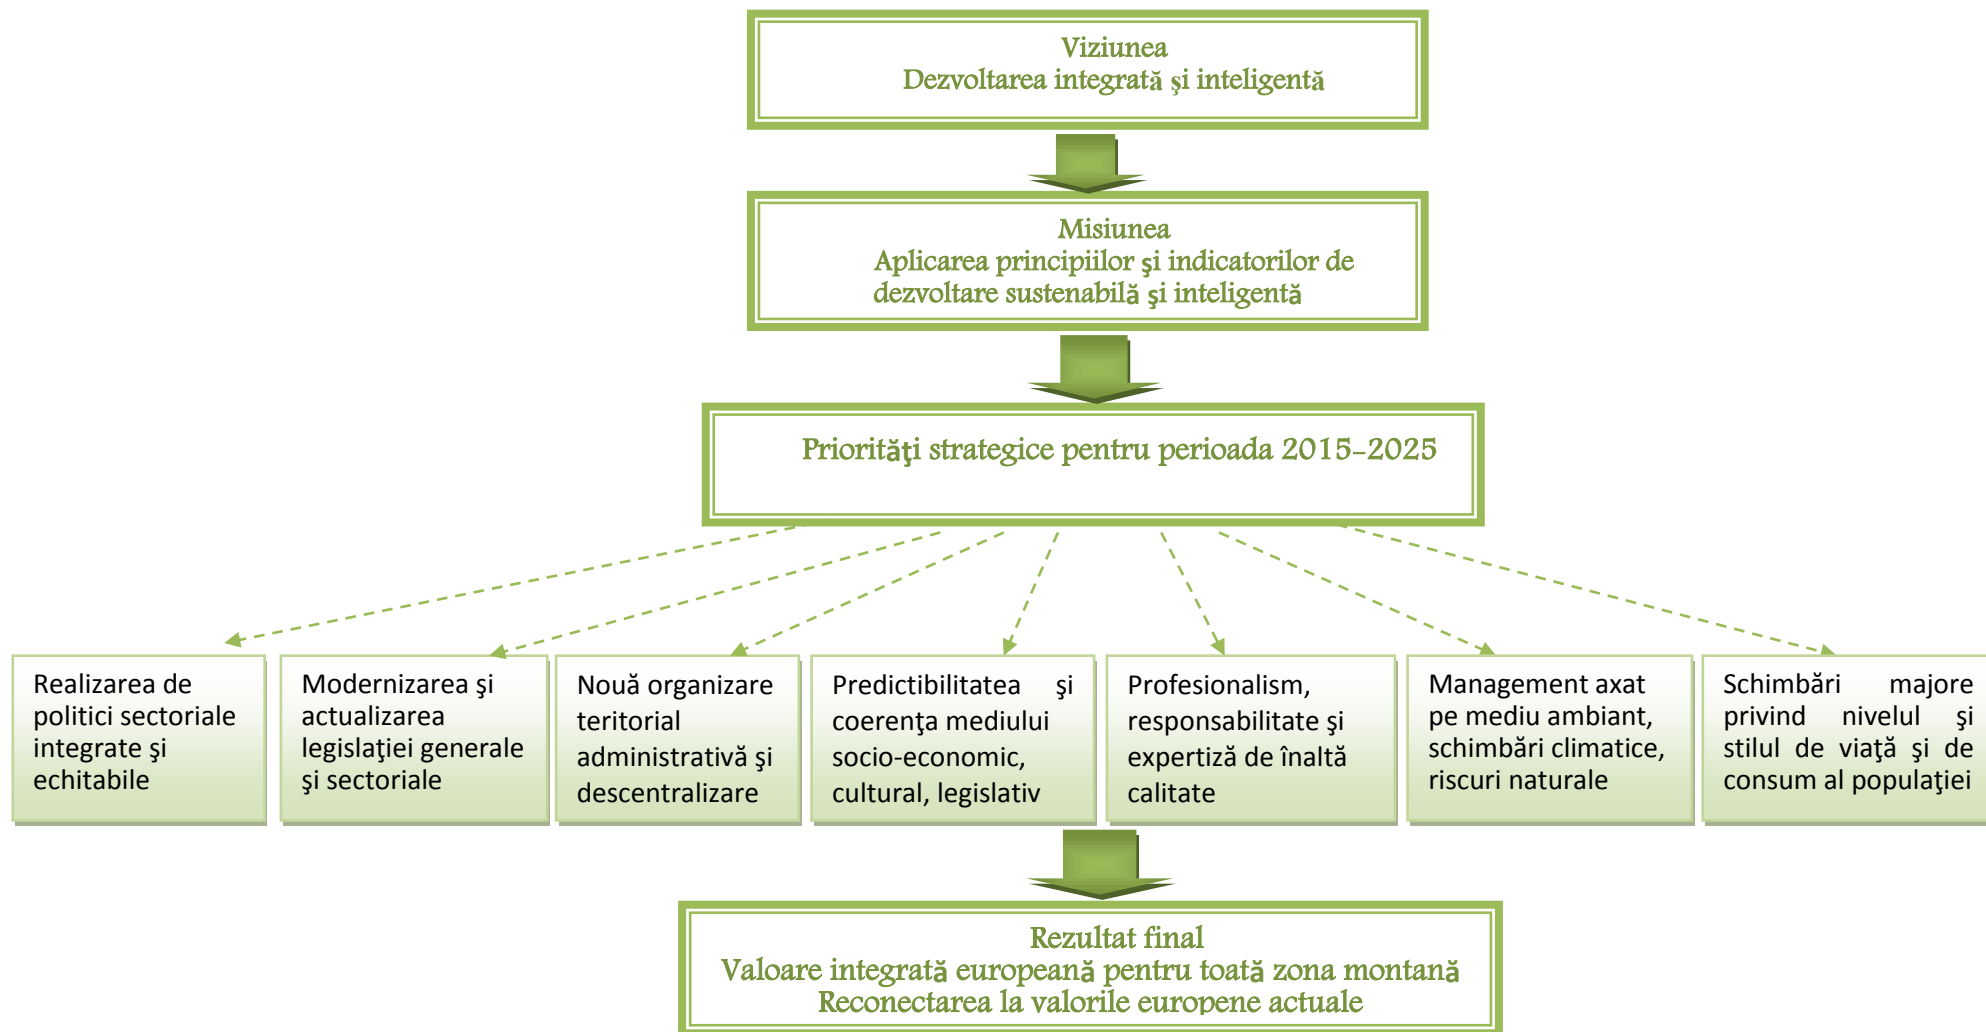 Viziunea
Dezvoltarea integrată şi inteligentă
Misiunea
Aplicarea principiilor şi indicatorilor de
dezvoltare sustenabilă şi inteligentă
Priorităţi strategice pentru perioada 2015-2025
Realizarea de
politici sectoriale
integrate şi
echitabile
Modernizarea şi
actualizarea
legislaţiei generale
şi sectoriale
Nouă organizare
teritorial
administrativă şi
descentralizare
Predictibilitatea şi
coerenţa mediului
socio-economic,
cultural, legislativ
Profesionalism,
responsabilitate şi
expertiză de înaltă
calitate
Management axat
pe mediu ambiant,
schimbări climatice,
riscuri naturale
Schimbări majore
privind nivelul şi
stilul de viaţă şi de
consum al populaţiei
Rezultat final
Valoare integrată europeană pentru toată zona montană
Reconectarea la valorile europene actuale